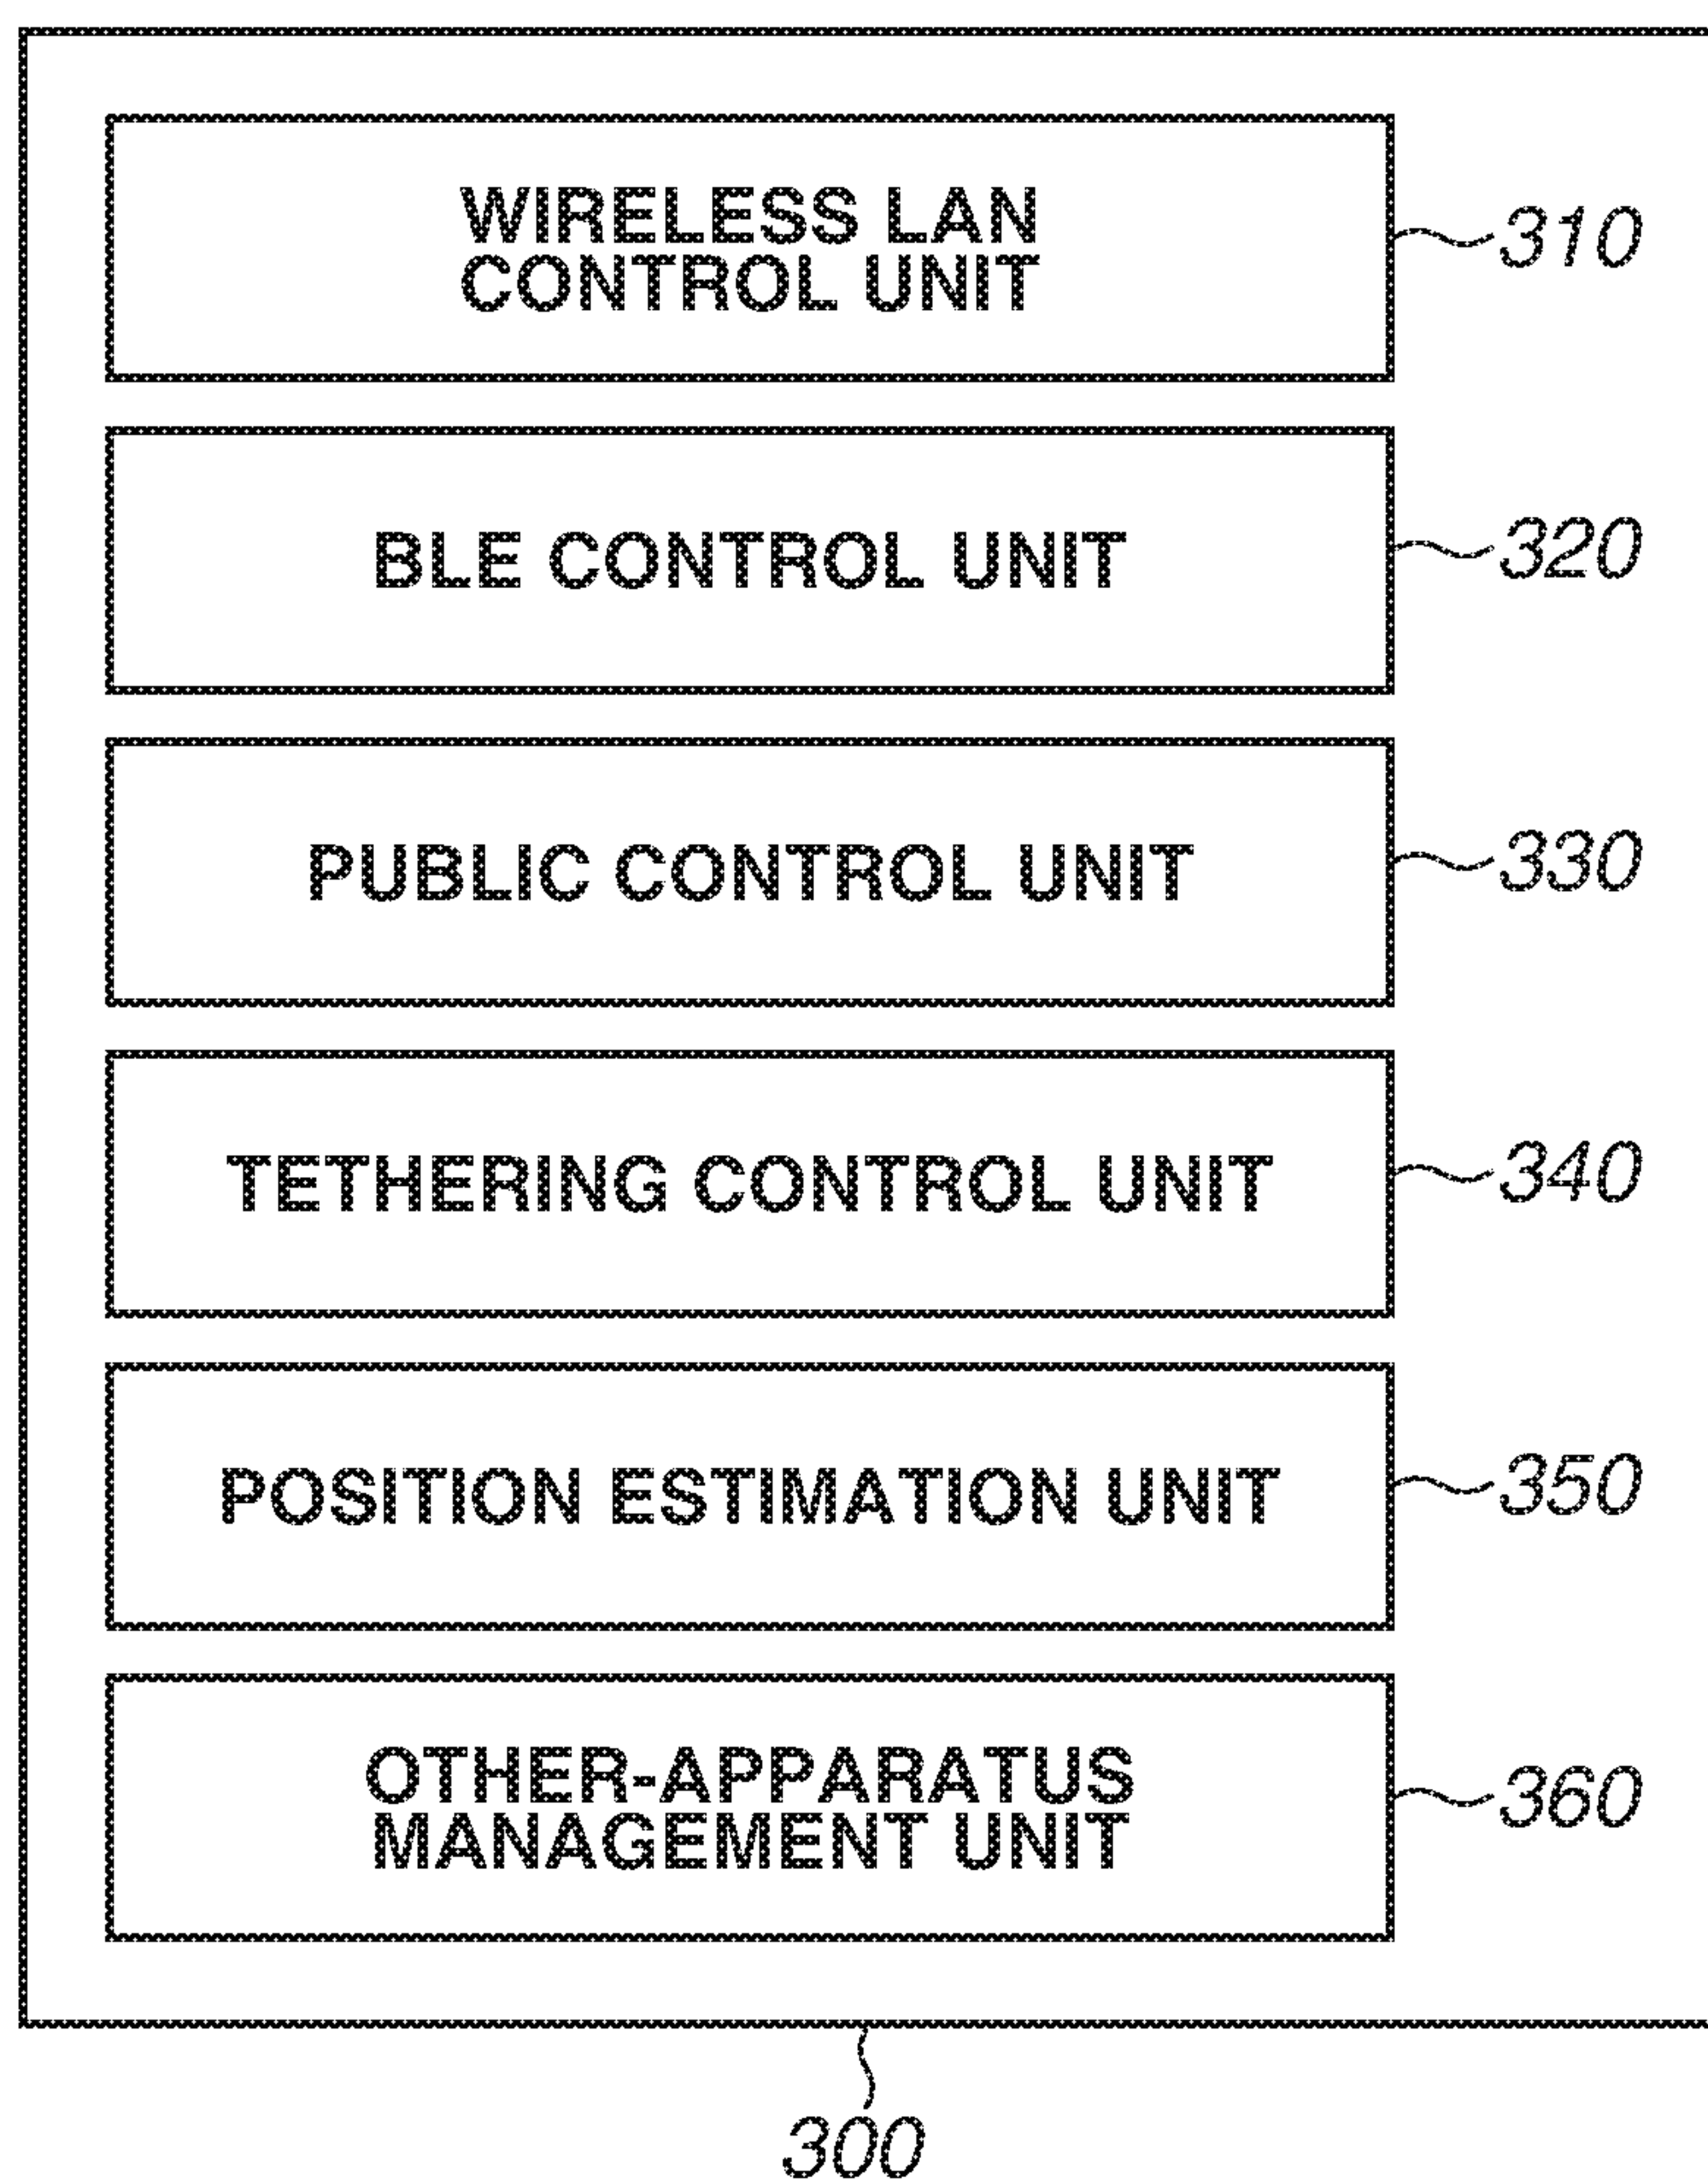 WIRELESS LAN
CONTROL UNIT
310
BLE CONTROL UNIT
320
PUBLIC CONTROL UNIT
330
TETHERING CONTROL UNIT
340
POSITION ESTIMATION UNIT
350
OTHER-APPARATUS
MANAGEMENT UNIT
360
300